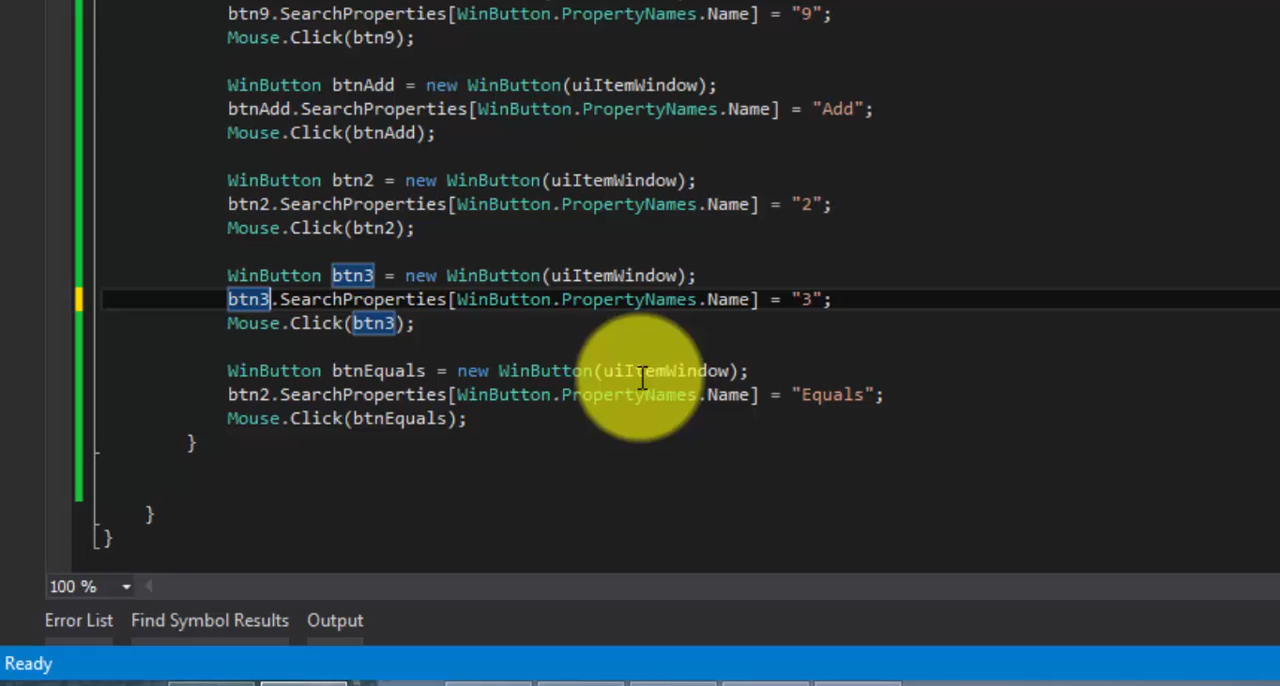 btn9.SearchProperties[WinButton.PropertyNames.Name] = "9";
Mouse.Click(btn9);
WinButton btnAdd = new WinButton(uiItemWindow);
btnAdd.SearchProperties[WinButton.PropertyNames.Name] = "Add";
Mouse.Click(btnAdd);
WinButton btn2 = new WinButton(uiItemWindow);
btn2.SearchProperties[WinButton.PropertyNames.Name] = "2";
Mouse.Click(btn2);
WinButton btn3 = new WinButton(uiItemWindow);
btn3.SearchProperties[WinButton.PropertyNames.Name] = "3";
Mouse.Click(btn3);
WinButton btnEquals = new WinButton(uiItemWindow);
btn2.SearchProperties[WinButton.PropertyNames.Name] = "Equals";
Mouse.Click(btnEquals);
}
}
}
100 %
Error List Find Symbol Results Output
Ready